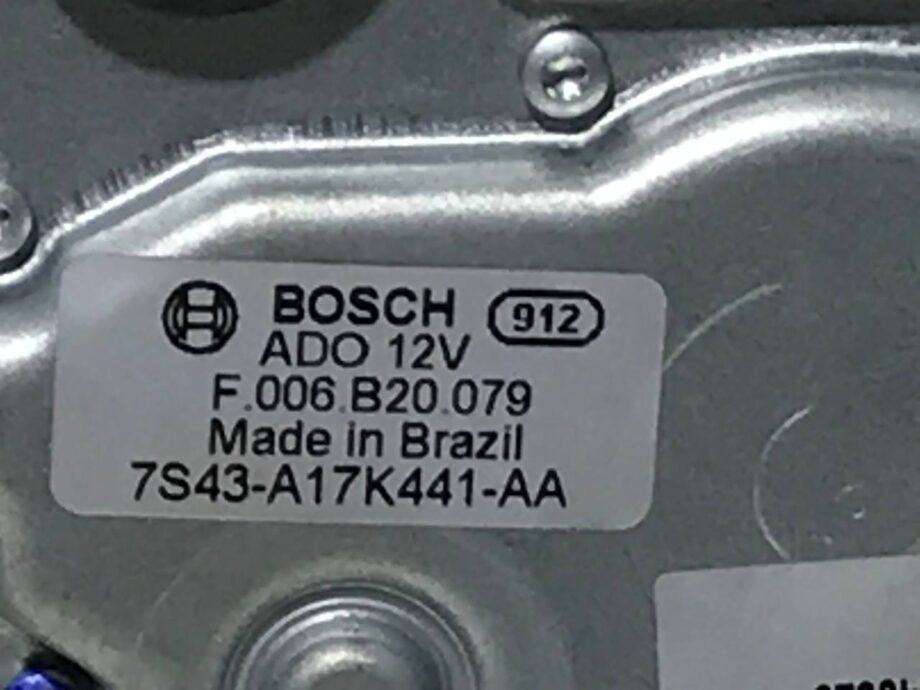 BOSCH 912
ADO 12V
F.006.B20.079
Made in Brazil
7S43-A17K441-AA